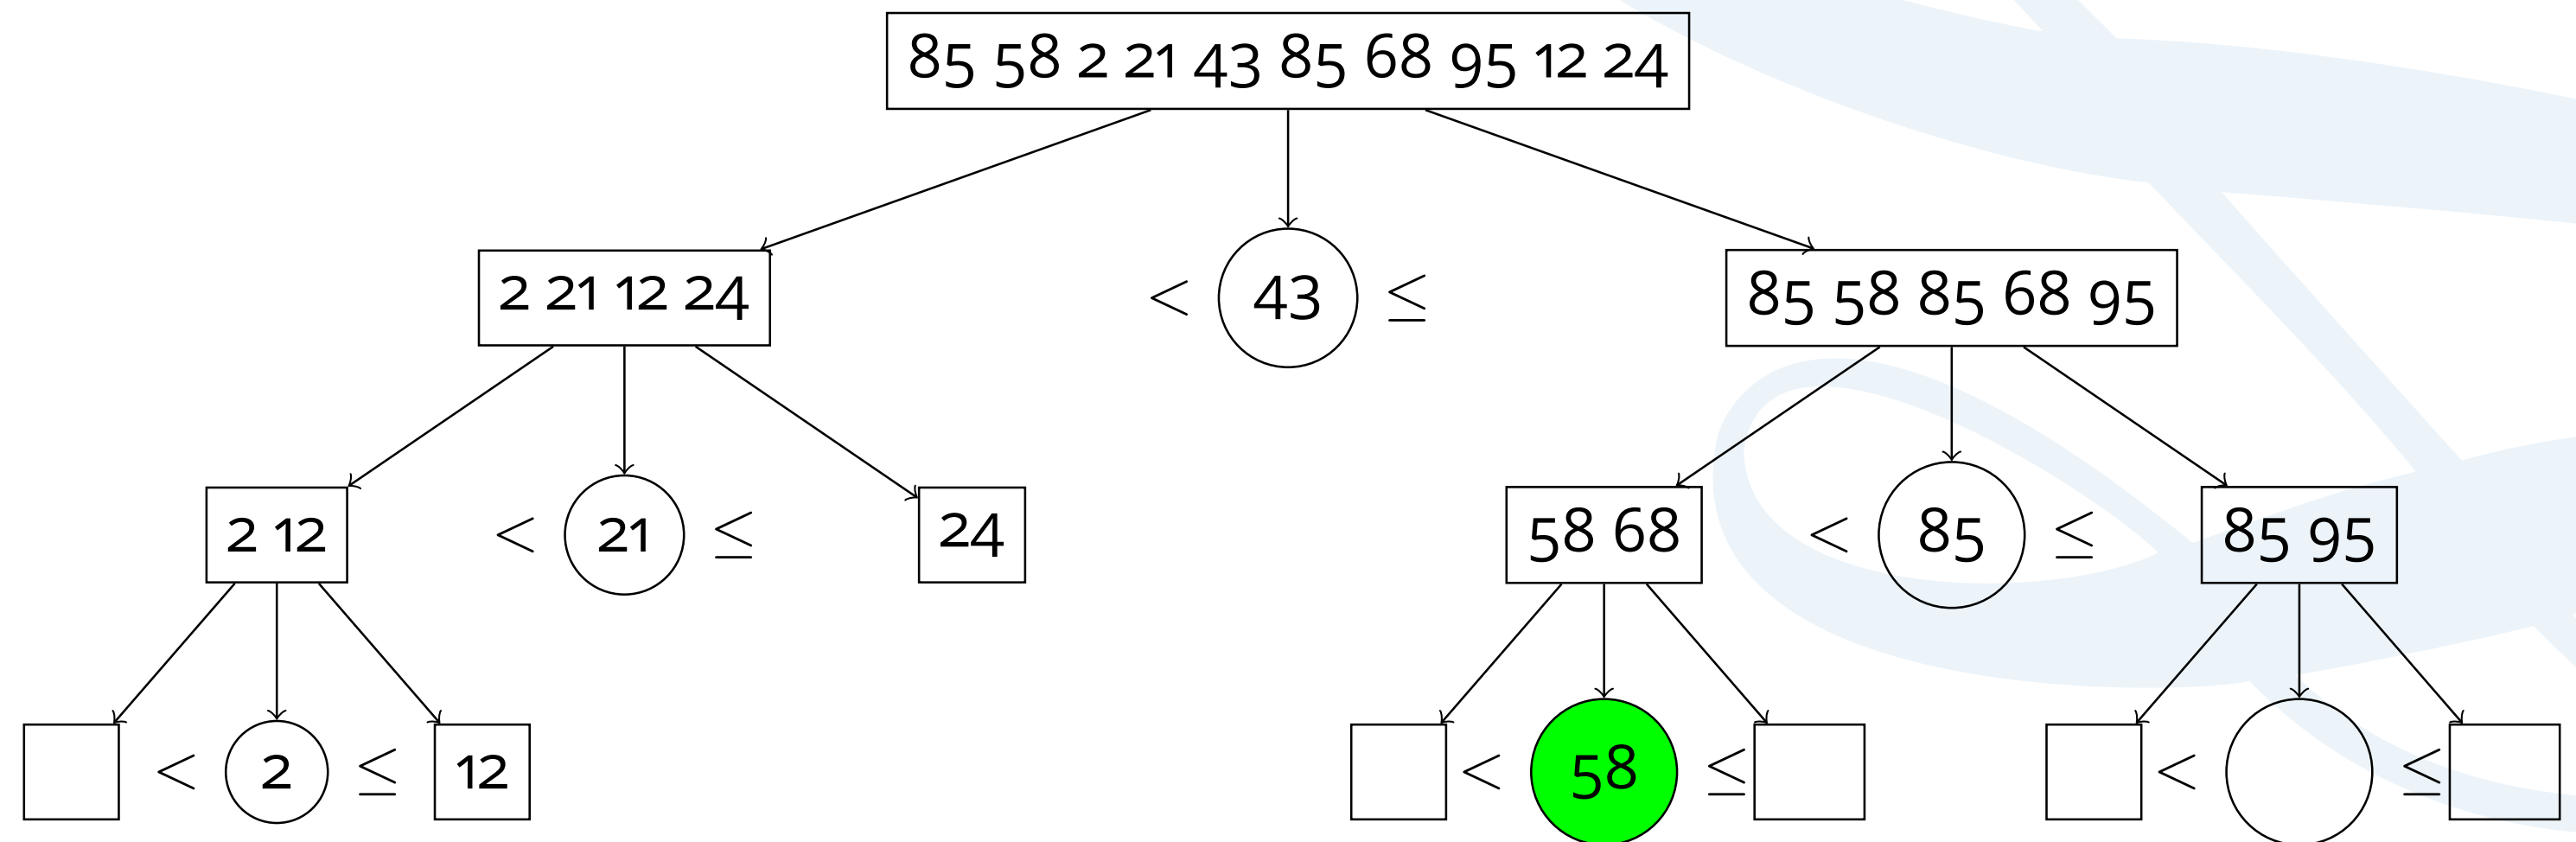 85 58 2 21 43 85 68 95 12 24
2 21 12 24 < 43 ≤ 85 58 85 68 95
2 12 < 21 ≤ 24 58 68 < 85 ≤ 85 95
< 2 ≤ 12 < 58 ≤ < ≤